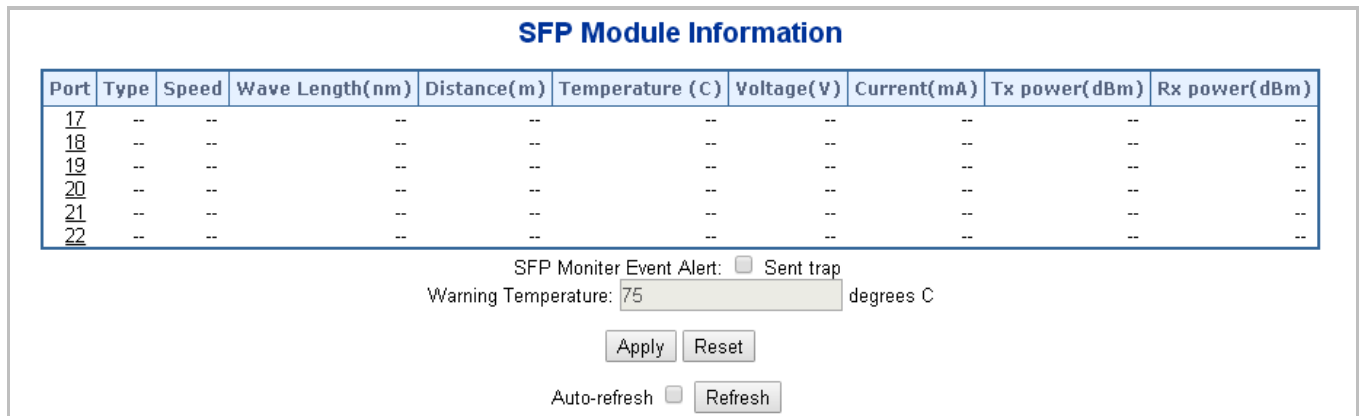 SFP Module Information
Port Type Speed Wave Length(nm) Distance(m) Temperature (C) Voltage(V) Current(mA) Tx power(dBm) Rx power(dBm)
17 -- -- -- -- -- -- -- -- --
18 -- -- -- -- -- -- -- -- --
19 -- -- -- -- -- -- -- -- --
20 -- -- -- -- -- -- -- -- --
21 -- -- -- -- -- -- -- -- --
22 -- -- -- -- -- -- -- -- --
SFP Moniter Event Alert: Sent trap
Warning Temperature: 75 degrees C
Apply Reset
Auto-refresh Refresh